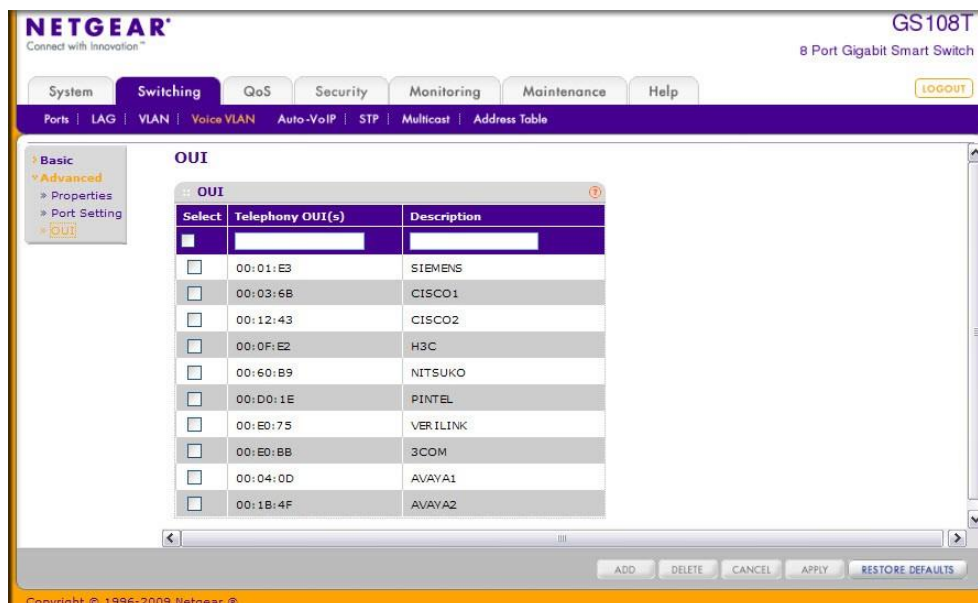 NETGEAR®
Connect with Innovation™
GS108T
8 Port Gigabit Smart Switch
System Switching QoS Security Monitoring Maintenance Help
LOGOUT
Ports | LAG | VLAN | Voice VLAN Auto-VoIP | STP | Multicast | Address Table
Basic
Advanced
» Properties
» Port Setting
» OUI
OUI
:: OUI ?
Select Telephony OUI(s) Description
00:01:E3 SIEMENS
00:03:6B CISCO1
00:12:43 CISCO2
00:0F:E2 H3C
00:60:B9 NITSUKO
00:D0:1E PINTEL
00:E0:75 VERILINK
00:E0:BB 3COM
00:04:0D AVAYA1
00:1B:4F AVAYA2
ADD DELETE CANCEL APPLY RESTORE DEFAULTS
Copyright © 1996-2009 Netgear ®